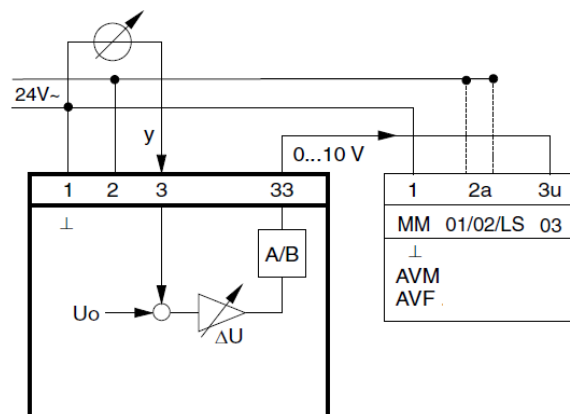 24V~
y
0...10 V
1 2 3 33
1 2a 3u
MM 01/02/LS 03
⊥
A/B
⊥
AVM
AVF
Uo
ΔU